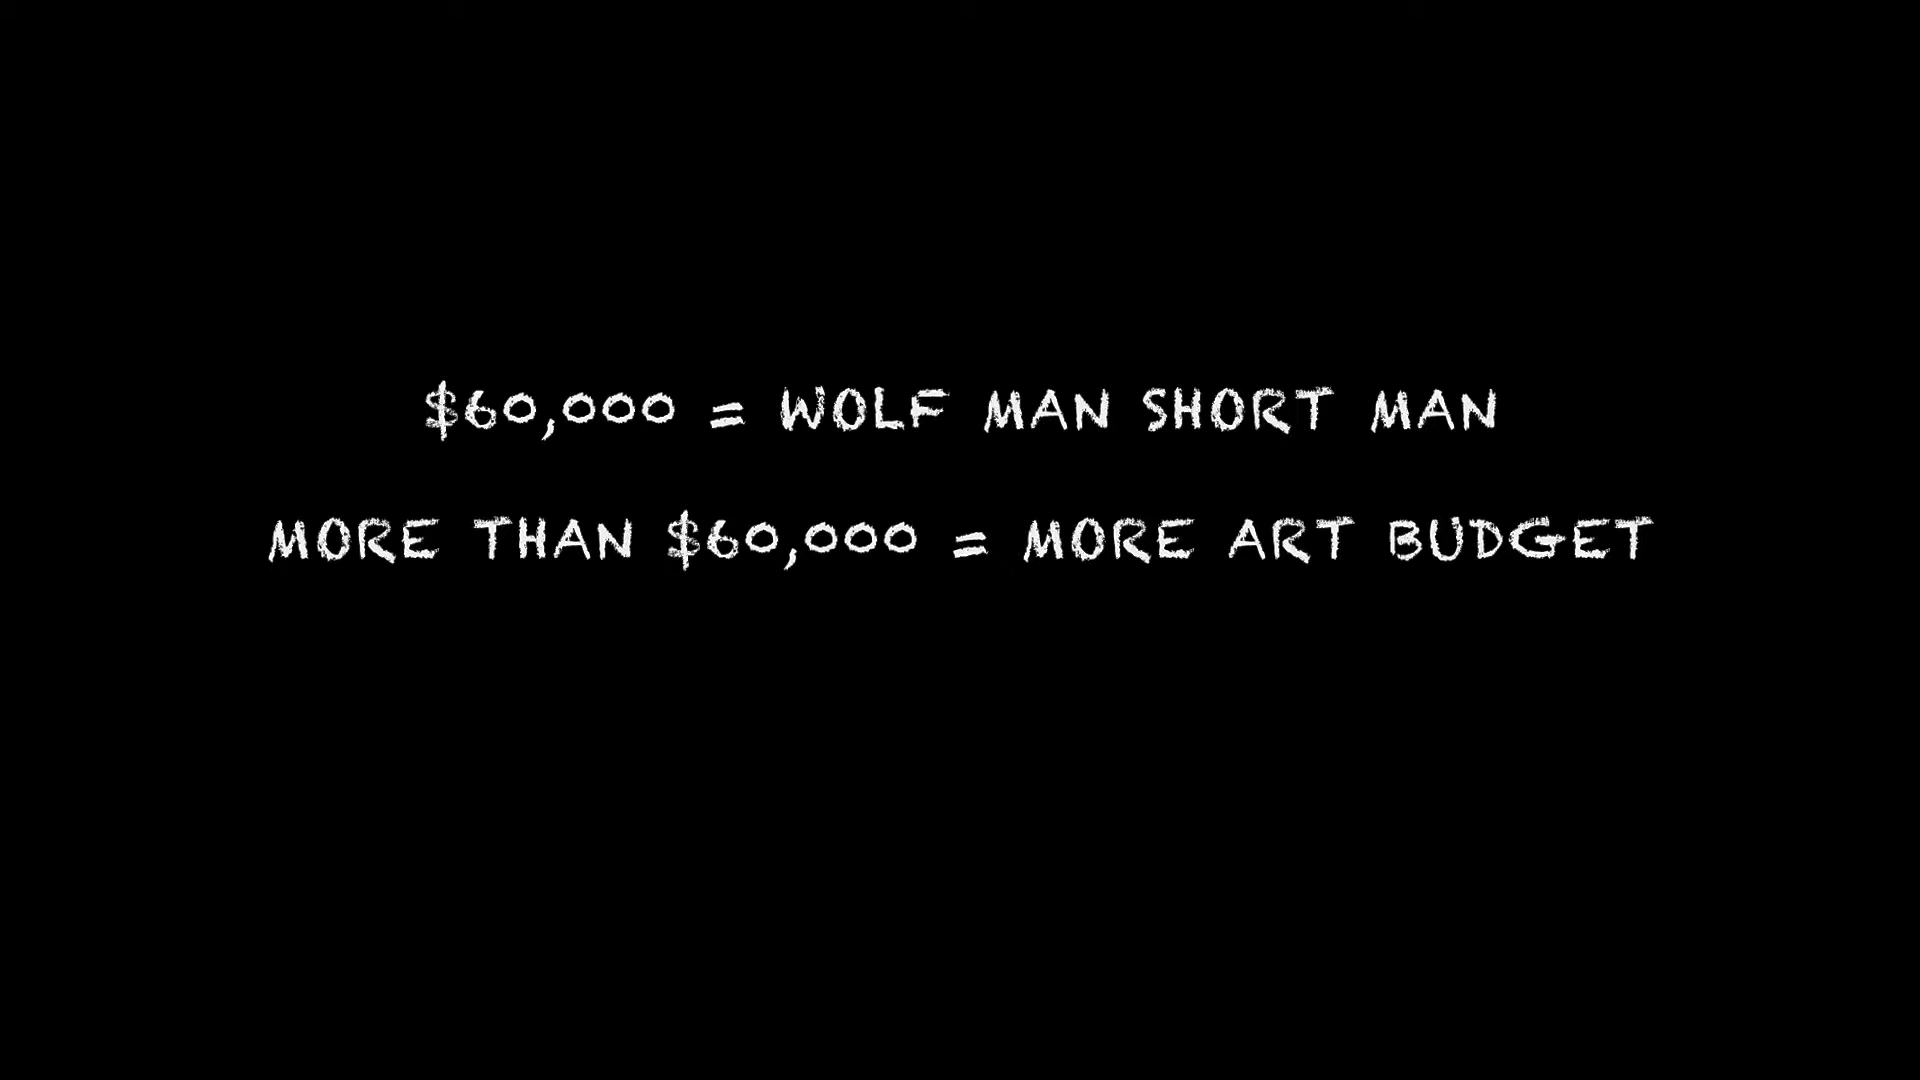 $60,000 = WOLF MAN SHORT MAN
MORE THAN $60,000 = MORE ART BUDGET